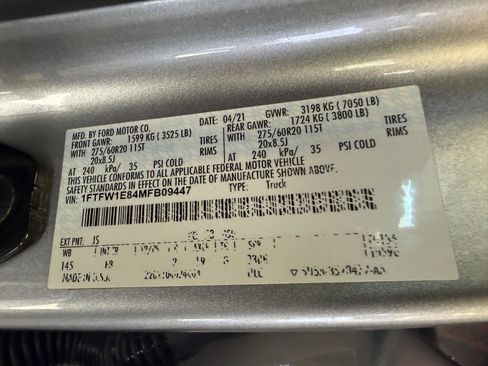 MFD. BY FORD MOTOR CO. DATE: 04/21 GVWR: 3198 KG ( 7050 LB)
FRONT GAWR: 1599 KG ( 3525 LB) REAR GAWR: 1724 KG ( 3800 LB)
WITH 275/60R20 115T TIRES WITH 275/60R20 115T TIRES
20x8.5J RIMS 20x8.5J RIMS
AT 240 kPa/ 35 PSI COLD AT 240 kPa/ 35 PSI COLD
THIS VEHICLE CONFORMS TO ALL APPLICABLE FEDERAL MOTOR VEHICLE
SAFETY STANDARDS IN EFFECT ON THE DATE OF MANUFACTURE SHOWN ABOVE.
VIN: 1FTFW1E84MFB09447 TYPE: Truck
EXT PNT: JS
WB
145
MADE IN U.S.A.